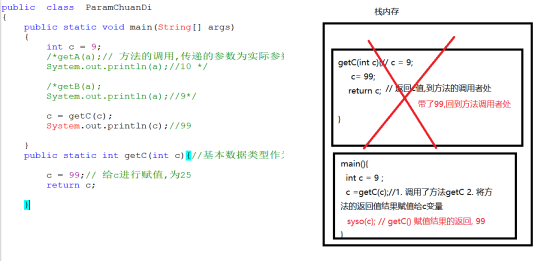 public class ParamChuanDi
{
public static void main(String[] args)
{
int c = 9;
/*getA(a);// 方法的调用,传递的参数为实际参
System.out.println(a);//10 */
/*getB(a);
System.out.println(a);//9*/
c = getC(c);
System.out.println(c);//99
}
public static int getC(int c){//基本数据类型作
c = 99;// 给c进行赋值,为25
return c;
}
栈内存
getC(int c){// c = 9;
c= 99;
return c; // 返回c值,到方法的调用者处
带了99,回到方法调用者处
}
main(){
int c = 9 ;
c =getC(c);//1. 调用了方法getC 2. 将方
法的返回值结果赋值给c变量
syso(c); // getC() 赋值结果的返回, 99
}